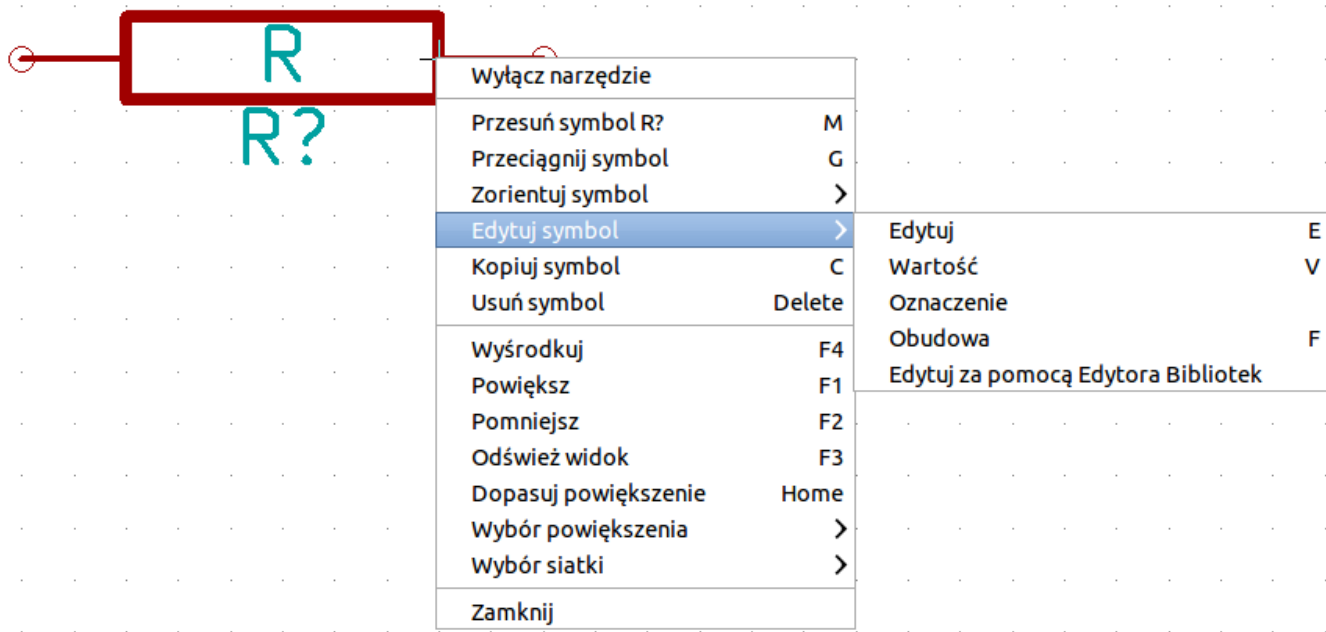 R
R?
Wyłącz narzędzie
Przesuń symbol R? M
Przeciągnij symbol G
Zorientuj symbol
Edytuj symbol
Kopiuj symbol C
Usuń symbol Delete
Wyśrodkuj F4
Powiększ F1
Pomniejsz F2
Odśwież widok F3
Dopasuj powiększenie Home
Wybór powiększenia
Wybór siatki
Zamknij
Edytuj E
Wartość V
Oznaczenie
Obudowa F
Edytuj za pomocą Edytora Bibliotek